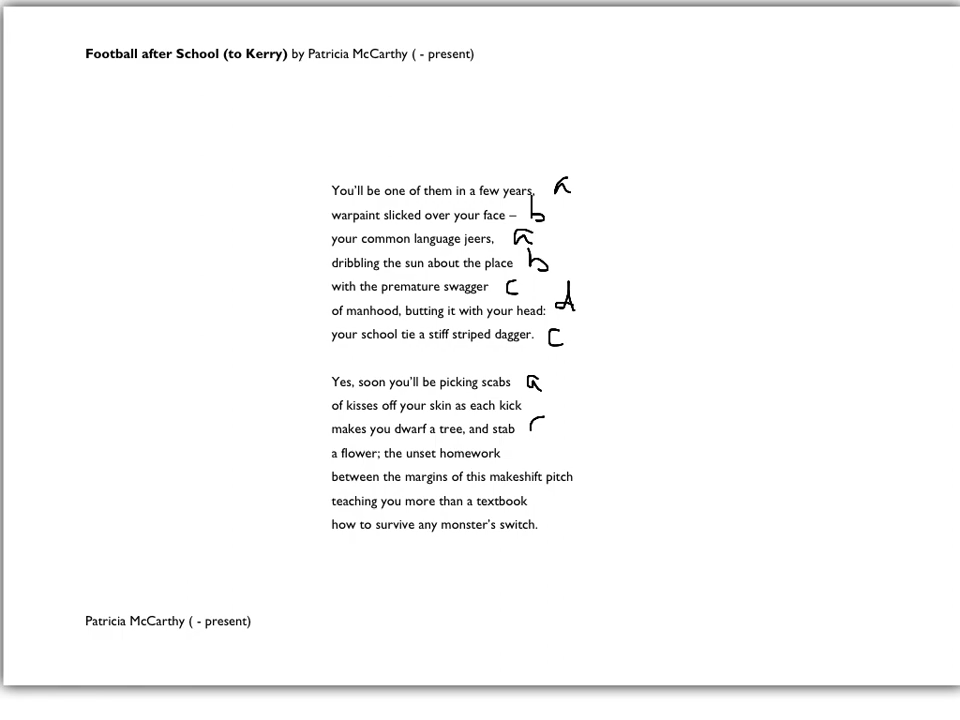 Football after School (to Kerry) by Patricia McCarthy ( - present)
You'll be one of them in a few years, a
warpaint slicked over your face – b
your common language jeers, a
dribbling the sun about the place b
with the premature swagger c
of manhood, butting it with your head: d
your school tie a stiff striped dagger. c
Yes, soon you'll be picking scabs a
of kisses off your skin as each kick
makes you dwarf a tree, and stab
a flower; the unset homework
between the margins of this makeshift pitch
teaching you more than a textbook
how to survive any monster's switch.
Patricia McCarthy ( - present)